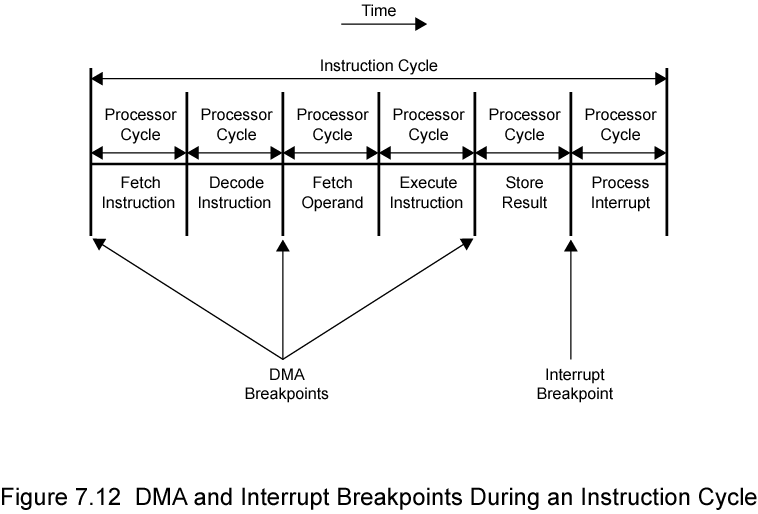 Time
Instruction Cycle
Processor Cycle
Processor Cycle
Processor Cycle
Processor Cycle
Processor Cycle
Processor Cycle
Fetch Instruction
Decode Instruction
Fetch Operand
Execute Instruction
Store Result
Process Interrupt
DMA Breakpoints
Interrupt Breakpoint
Figure 7.12 DMA and Interrupt Breakpoints During an Instruction Cycle